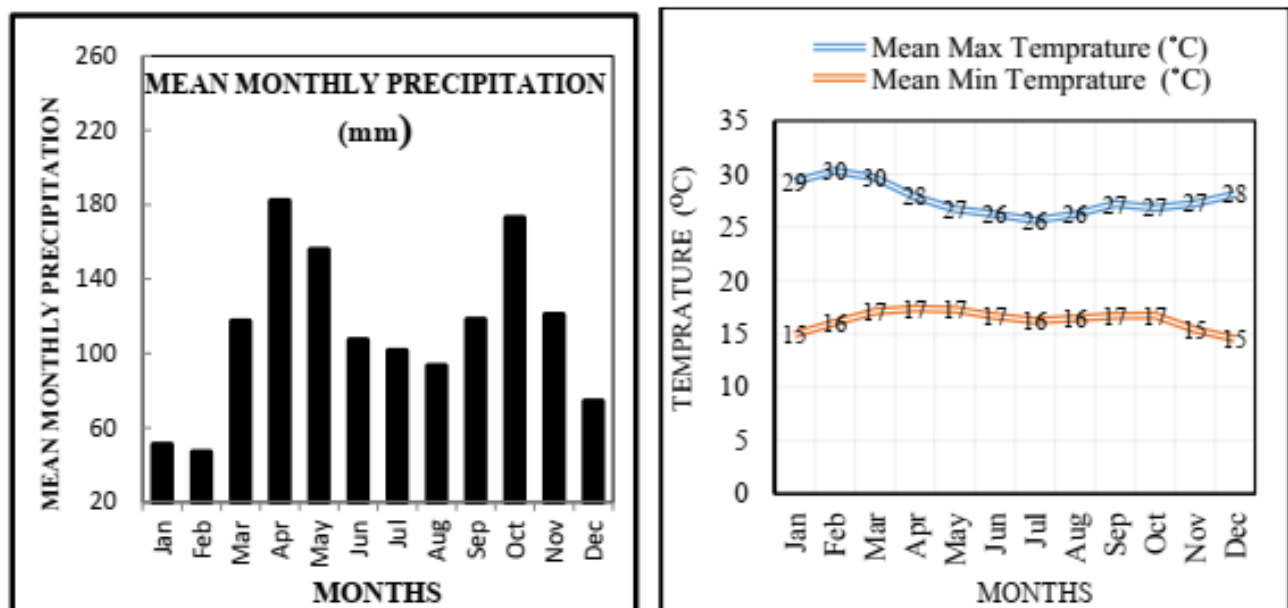 MEAN MONTHLY PRECIPITATION
(mm)
MEAN MONTHLY PRECIPITATION
260
220
180
140
100
60
20
Jan Feb Mar Apr May Jun Jul Aug Sep Oct Nov Dec
MONTHS
Mean Max Temprature (°C)
Mean Min Temprature (°C)
TEMPRATURE (⁰C)
35
30
25
20
15
10
5
0
29 30 30 28 27 26 26 26 27 27 27 28
15 16 17 17 17 17 16 16 17 17 15 15
Jan Feb Mar Apr May Jun Jul Aug Sep Oct Nov Dec
MONTHS